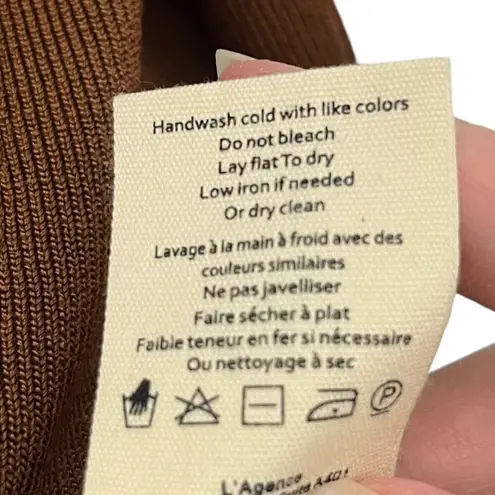 Handwash cold with like colors
Do not bleach
Lay flat To dry
Low iron if needed
Or dry clean
Lavage à la main à froid avec des
couleurs similaires
Ne pas javelliser
Faire sécher à plat
Faible teneur en fer si nécessaire
Ou nettoyage à sec
P
L'Agence
A401